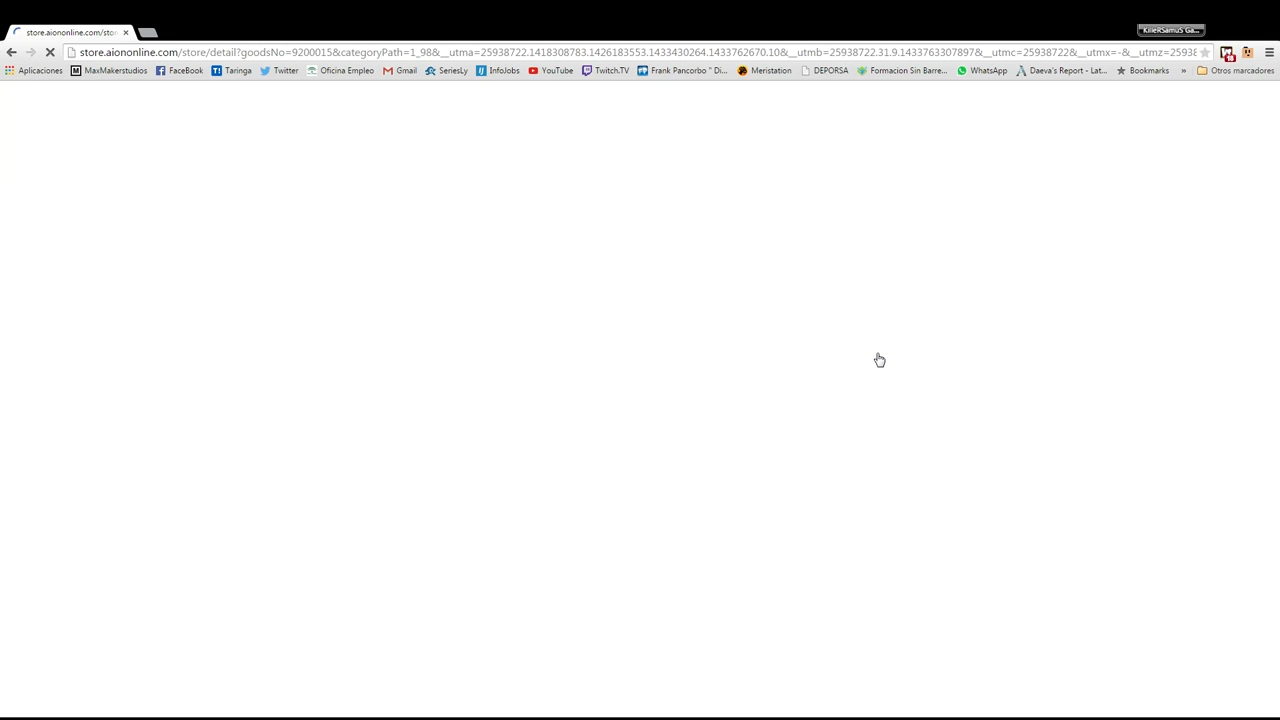 store.aiononline.com/stor
KilleRSamuS Ga...
store.aiononline.com/store/detail?goodsNo=9200015&categoryPath=1_98&__utma=25938722.1418308783.1426183553.1433430264.1433762670.10&__utmb=25938722.31.9.1433763307897&__utmc=25938722&__utmx=-&__utmz=2593
18
Aplicaciones MaxMakerstudios FaceBook Taringa Twitter Oficina Empleo Gmail SeriesLy InfoJobs YouTube Twitch.TV Frank Pancorbo " Di... Meristation DEPORSA Formacion Sin Barre... WhatsApp Daeva's Report - Lat... Bookmarks » Otros marcadores